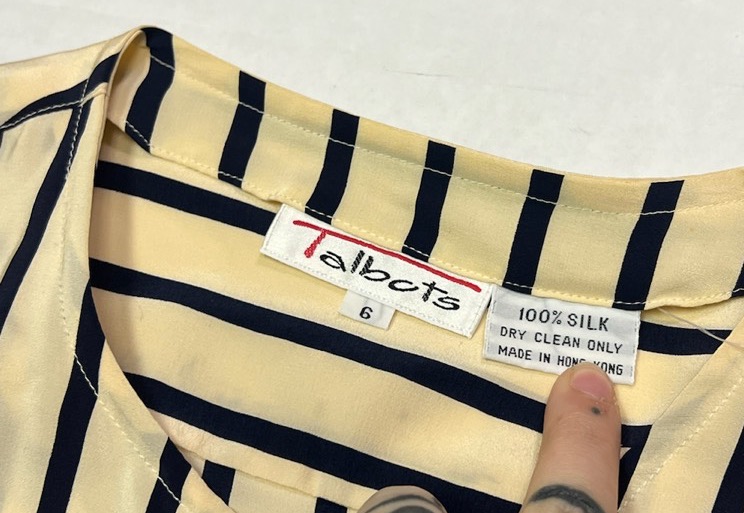 Talbots
6
100% SILK
DRY CLEAN ONLY
MADE IN HONG KONG